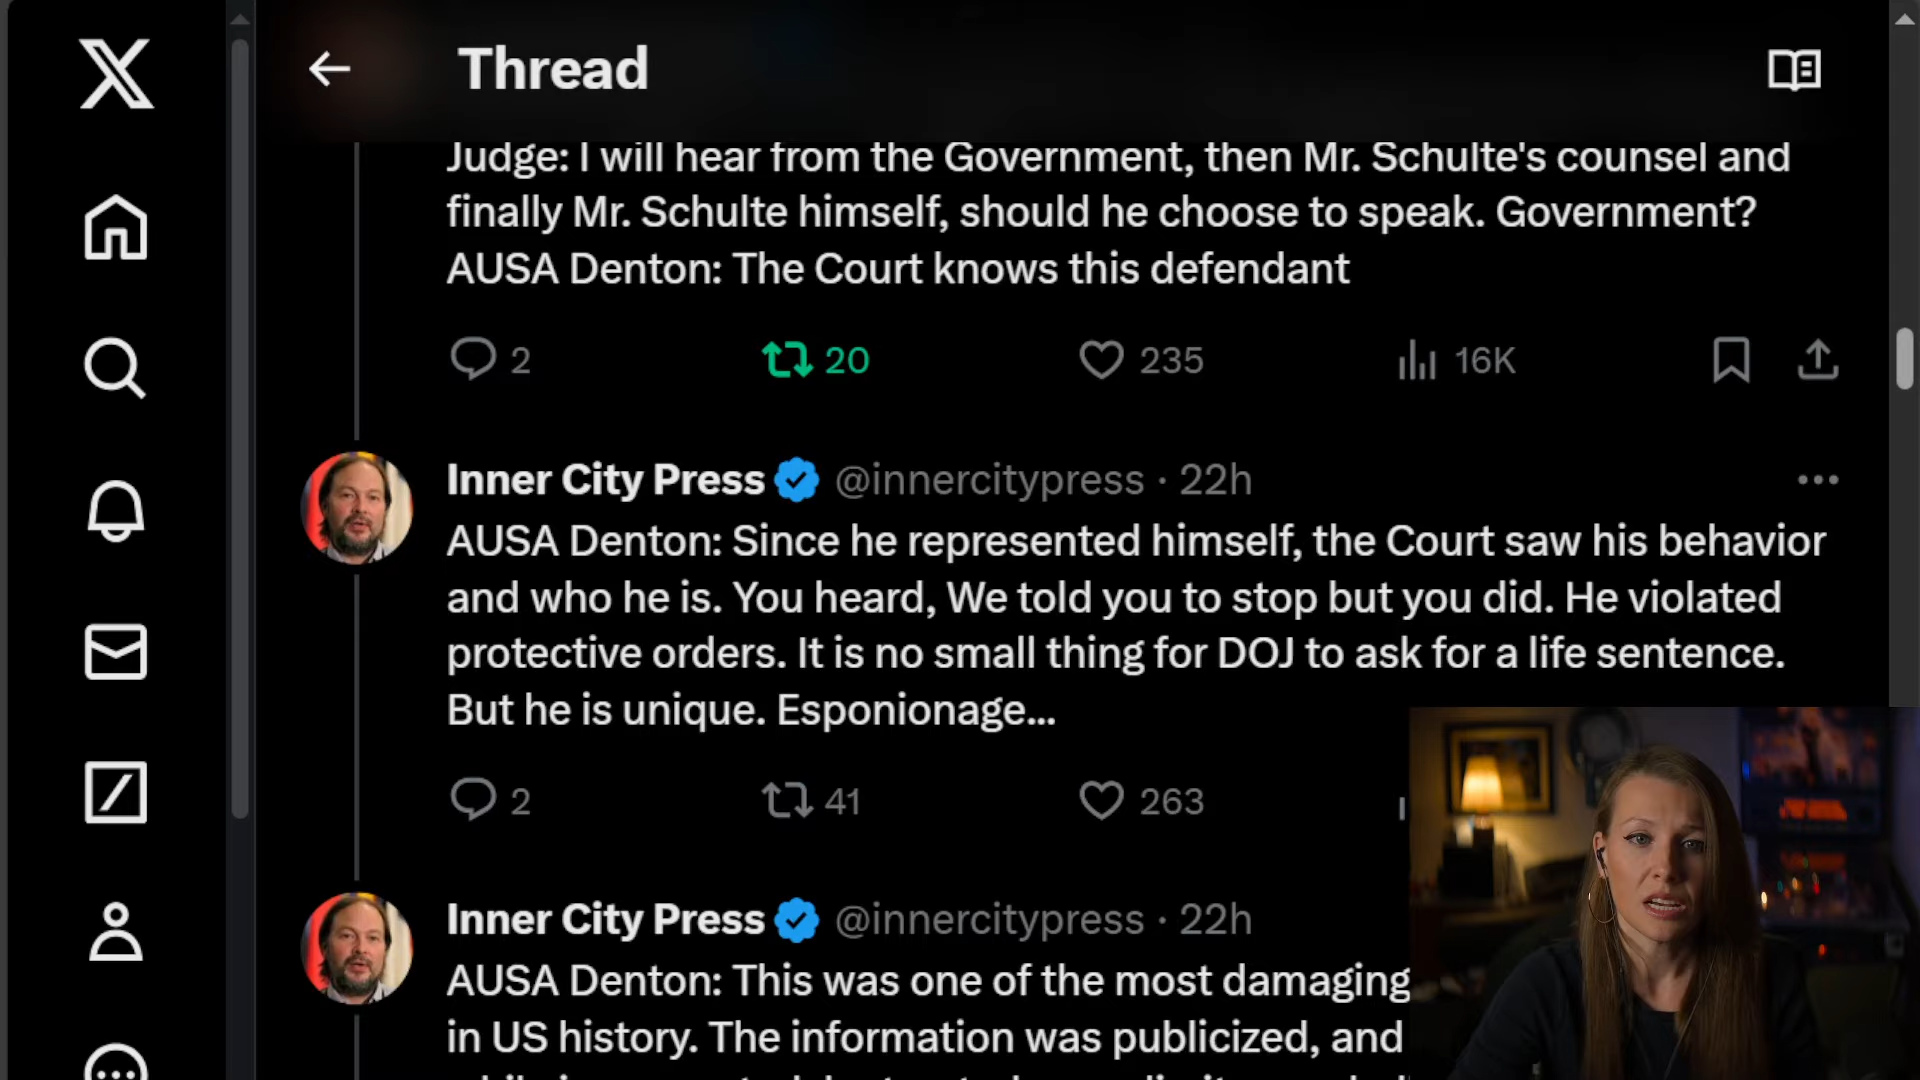 Thread
Judge: I will hear from the Government, then Mr. Schulte's counsel and
finally Mr. Schulte himself, should he choose to speak. Government?
AUSA Denton: The Court knows this defendant
2 20 235 16K
Inner City Press @innercitypress · 22h
AUSA Denton: Since he represented himself, the Court saw his behavior
and who he is. You heard, We told you to stop but you did. He violated
protective orders. It is no small thing for DOJ to ask for a life sentence.
But he is unique. Esponionage...
2 41 263
Inner City Press @innercitypress · 22h
AUSA Denton: This was one of the most damaging
in US history. The information was publicized, and